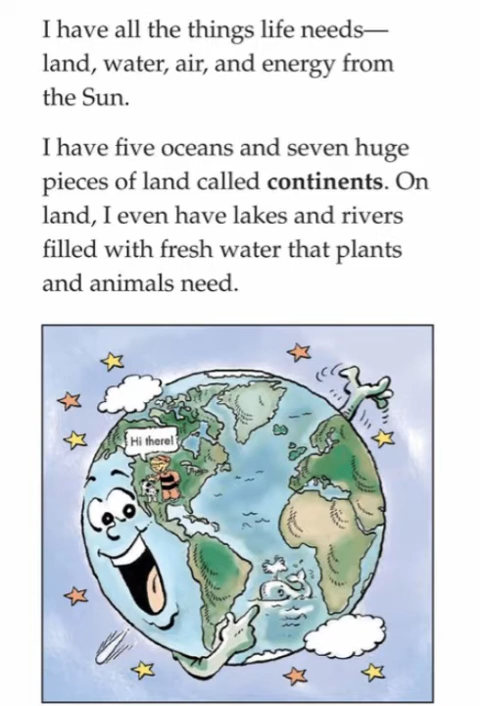 I have all the things life needs—
land, water, air, and energy from
the Sun.
I have five oceans and seven huge
pieces of land called continents. On
land, I even have lakes and rivers
filled with fresh water that plants
and animals need.
Hi there!